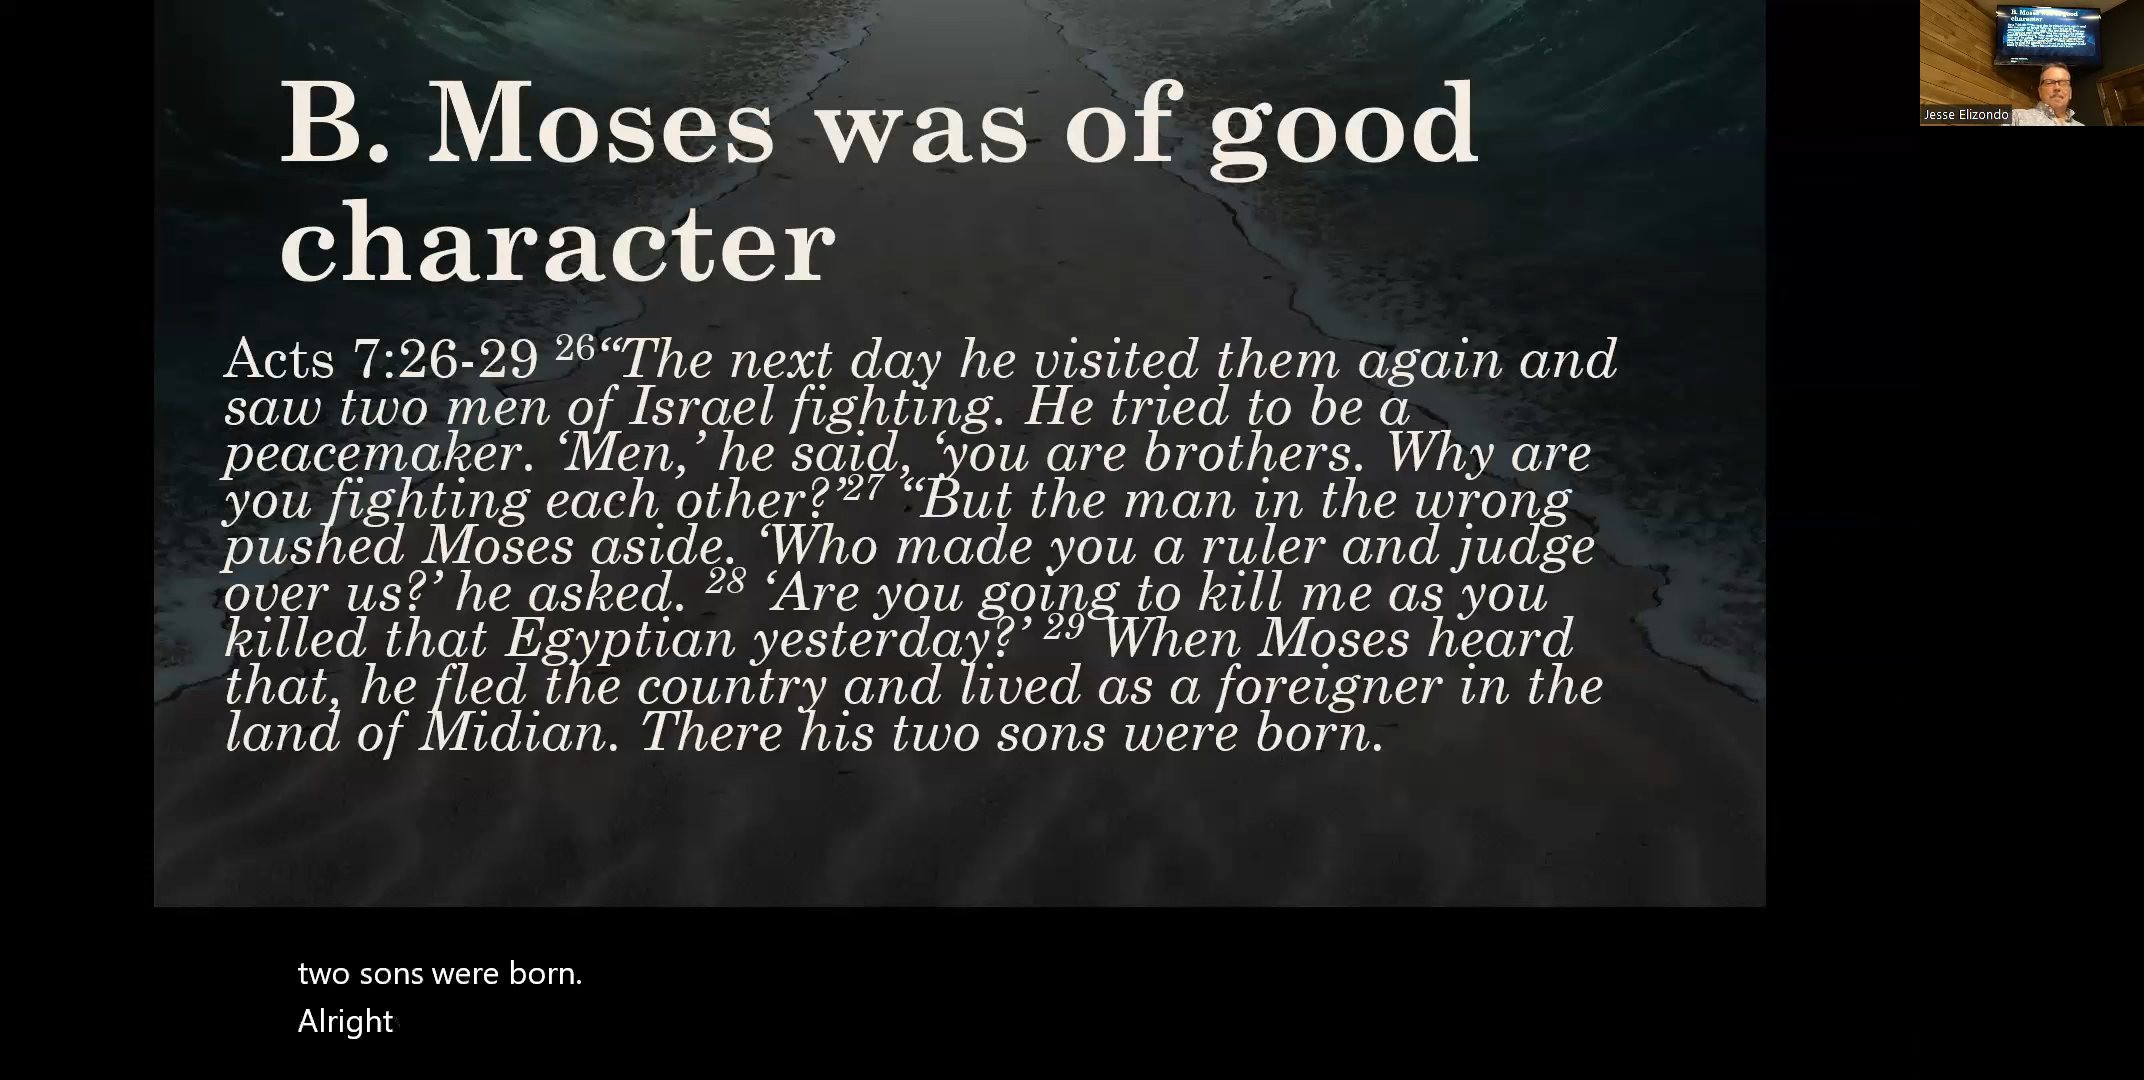 B. Moses was of good
character
Acts 7:26-29 26“The next day he visited them again and
saw two men of Israel fighting. He tried to be a
peacemaker. ‘Men,’ he said, ‘you are brothers. Why are
you fighting each other?’27 “But the man in the wrong
pushed Moses aside. ‘Who made you a ruler and judge
over us?’ he asked. 28 ‘Are you going to kill me as you
killed that Egyptian yesterday?’ 29 When Moses heard
that, he fled the country and lived as a foreigner in the
land of Midian. There his two sons were born.
B. Moses was of good
character
Jesse Elizondo
two sons were born.
Alright